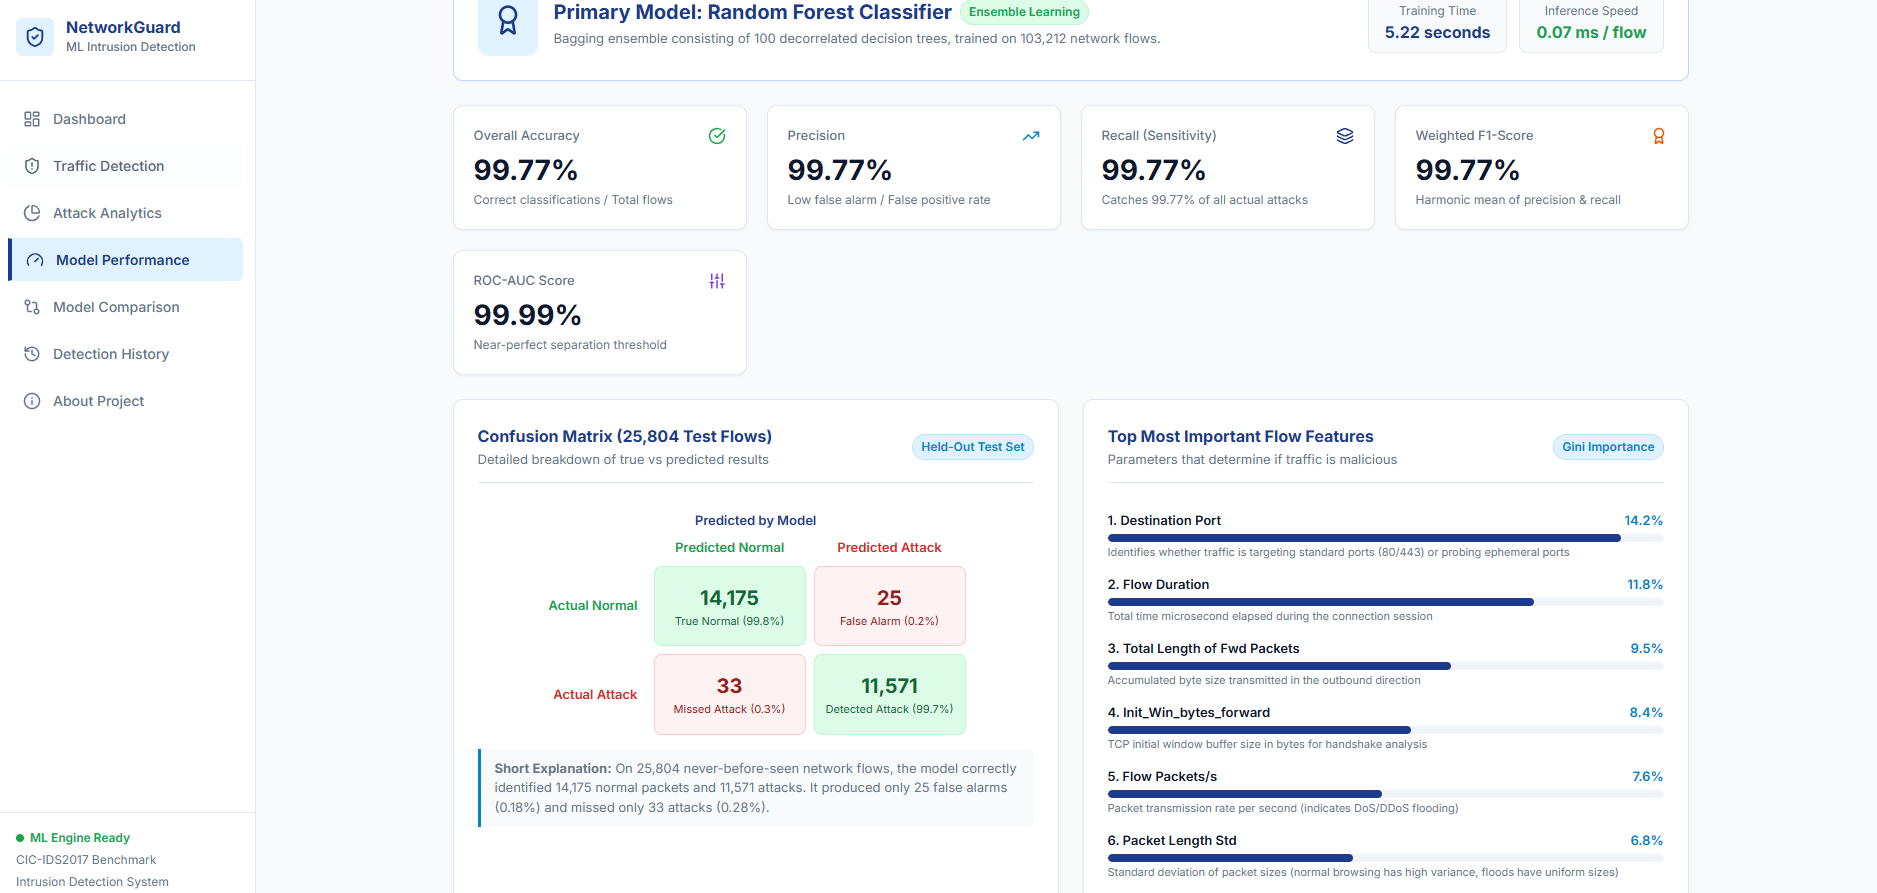 NetworkGuard
ML Intrusion Detection
Dashboard
Traffic Detection
Attack Analytics
Model Performance
Model Comparison
Detection History
About Project
ML Engine Ready
CIC-IDS2017 Benchmark
Intrusion Detection System
Primary Model: Random Forest Classifier
Ensemble Learning
Bagging ensemble consisting of 100 decorrelated decision trees, trained on 103,212 network flows.
Training Time
5.22 seconds
Inference Speed
0.07 ms / flow
Overall Accuracy
99.77%
Correct classifications / Total flows
Precision
99.77%
Low false alarm / False positive rate
Recall (Sensitivity)
99.77%
Catches 99.77% of all actual attacks
Weighted F1-Score
99.77%
Harmonic mean of precision & recall
ROC-AUC Score
99.99%
Near-perfect separation threshold
Confusion Matrix (25,804 Test Flows)
Detailed breakdown of true vs predicted results
Held-Out Test Set
Predicted by Model
Predicted Normal
Predicted Attack
Actual Normal
14,175
True Normal (99.8%)
25
False Alarm (0.2%)
Actual Attack
33
Missed Attack (0.3%)
11,571
Detected Attack (99.7%)
Short Explanation: On 25,804 never-before-seen network flows, the model correctly
identified 14,175 normal packets and 11,571 attacks. It produced only 25 false alarms
(0.18%) and missed only 33 attacks (0.28%).
Top Most Important Flow Features
Parameters that determine if traffic is malicious
Gini Importance
1. Destination Port
14.2%
Identifies whether traffic is targeting standard ports (80/443) or probing ephemeral ports
2. Flow Duration
11.8%
Total time microsecond elapsed during the connection session
3. Total Length of Fwd Packets
9.5%
Accumulated byte size transmitted in the outbound direction
4. Init_Win_bytes_forward
8.4%
TCP initial window buffer size in bytes for handshake analysis
5. Flow Packets/s
7.6%
Packet transmission rate per second (indicates DoS/DDoS flooding)
6. Packet Length Std
6.8%
Standard deviation of packet sizes (normal browsing has high variance, floods have uniform sizes)